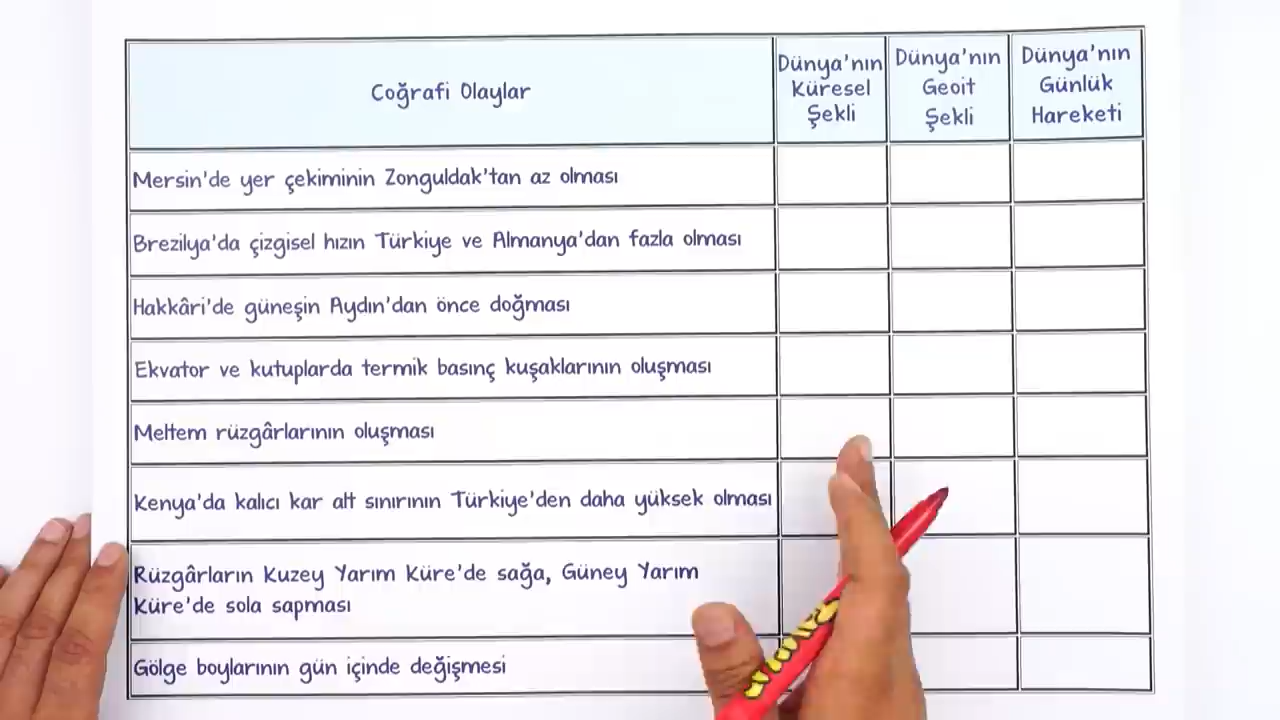 Coğrafi Olaylar
Dünya'nın
Küresel
Şekli
Dünya'nın
Geoit
Şekli
Dünya'nın
Günlük
Hareketi
Mersin'de yer çekiminin Zonguldak'tan az olması
Brezilya'da çizgisel hızın Türkiye ve Almanya'dan fazla olması
Hakkâri'de güneşin Aydın'dan önce doğması
Ekvator ve kutuplarda termik basınç kuşaklarının oluşması
Meltem rüzgârlarının oluşması
Kenya'da kalıcı kar alt sınırının Türkiye'den daha yüksek olması
Rüzgârların Kuzey Yarım Küre'de sağa, Güney Yarım
Küre'de sola sapması
Gölge boylarının gün içinde değişmesi